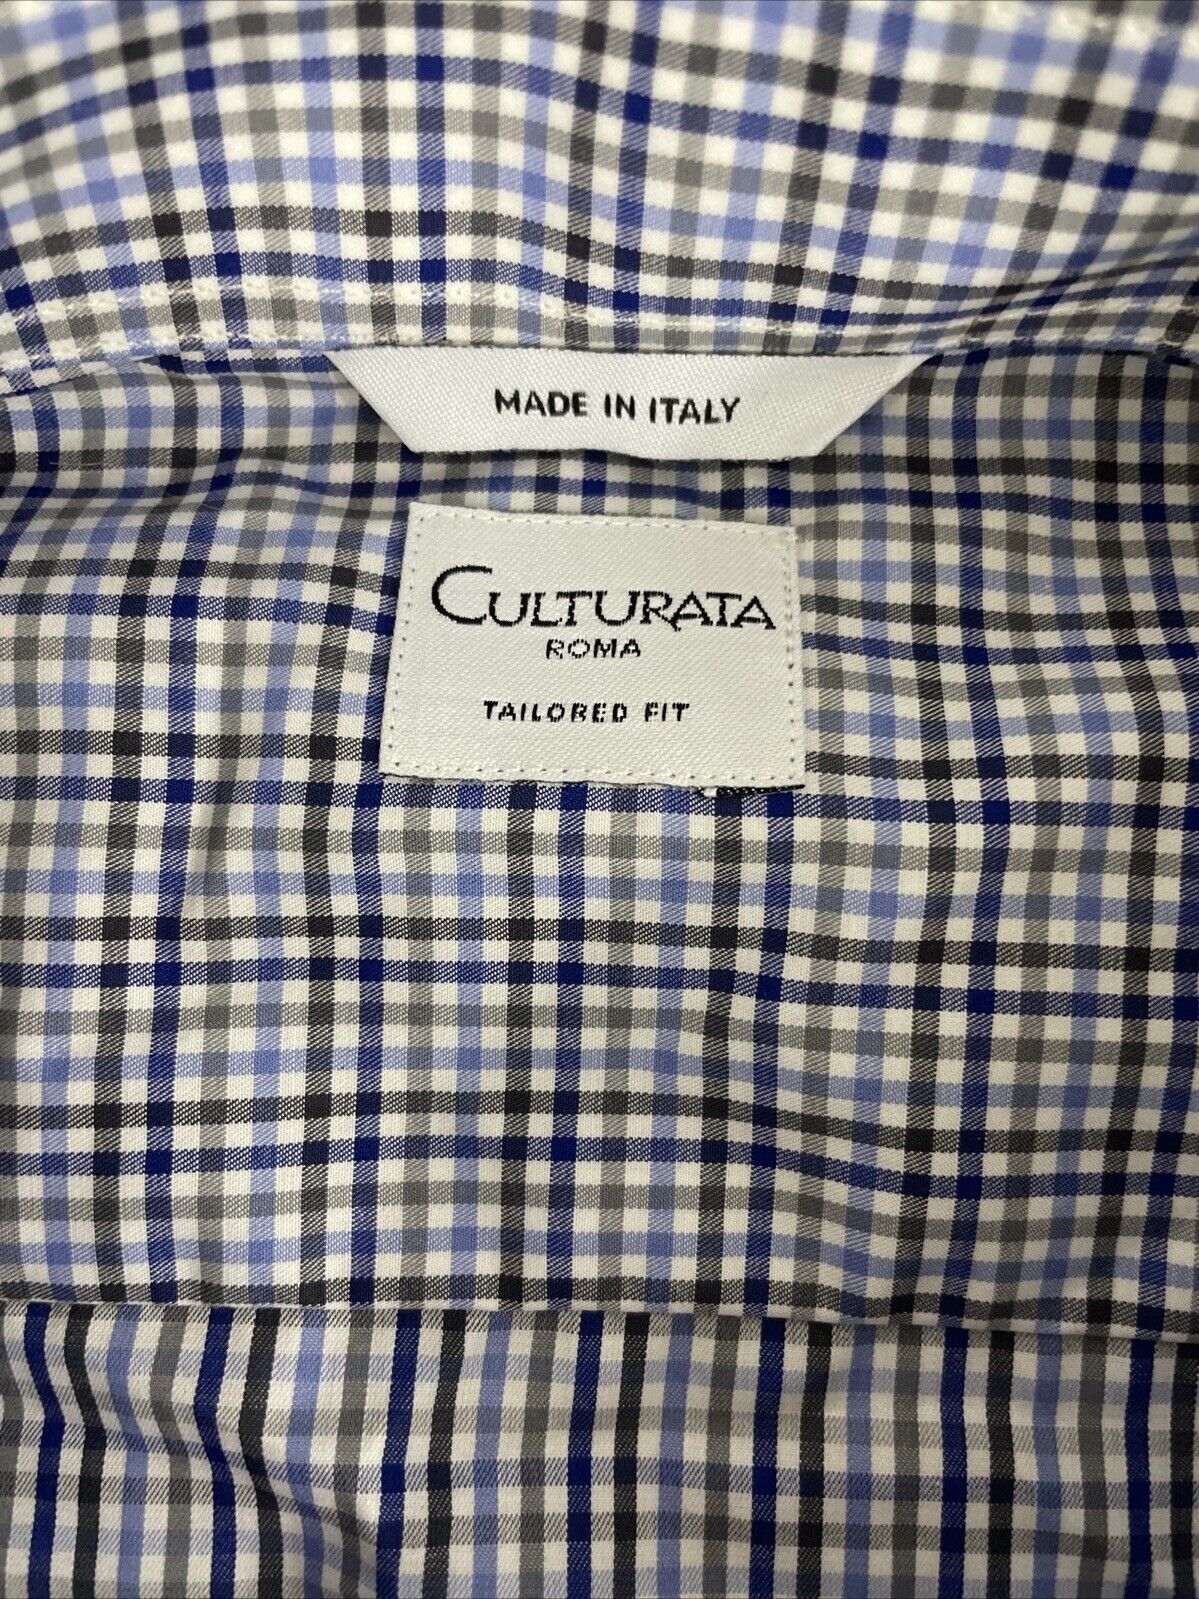 MADE IN ITALY
CULTURATA
ROMA
TAILORED FIT